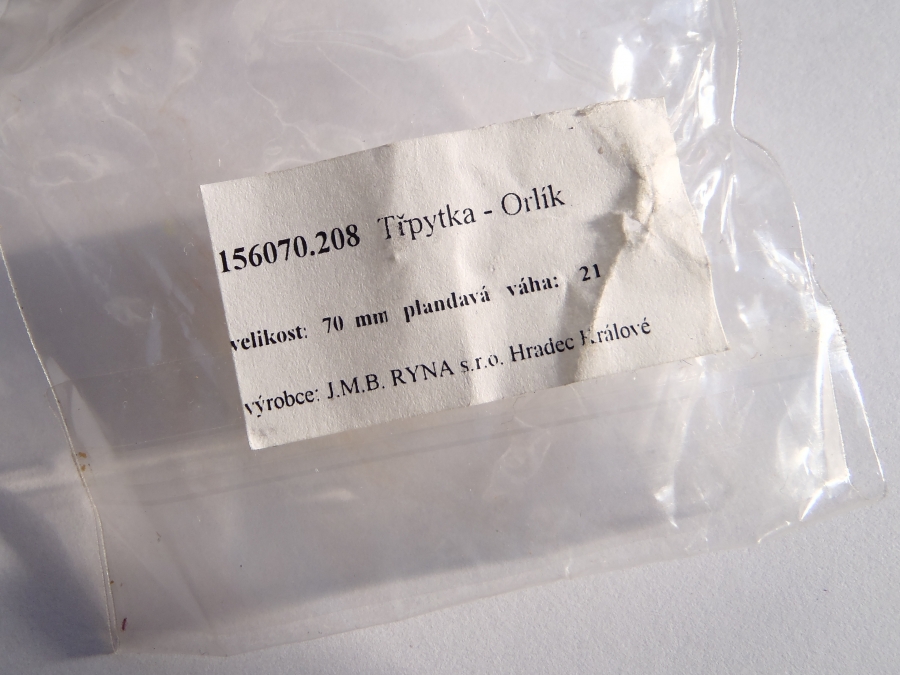 156070.208 Třpytka - Orlík
velikost: 70 mm plandavá váha: 21
výrobce: J.M.B. RYNA s.r.o. Hradec Králové